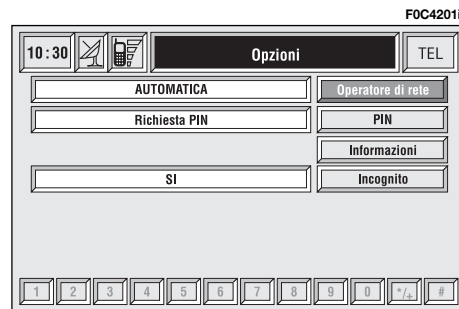 F0C4201i
10:30 Opzioni TEL
AUTOMATICA Operatore di rete
Richiesta PIN PIN
Informazioni
SI Incognito
1 2 3 4 5 6 7 8 9 0 */+ #